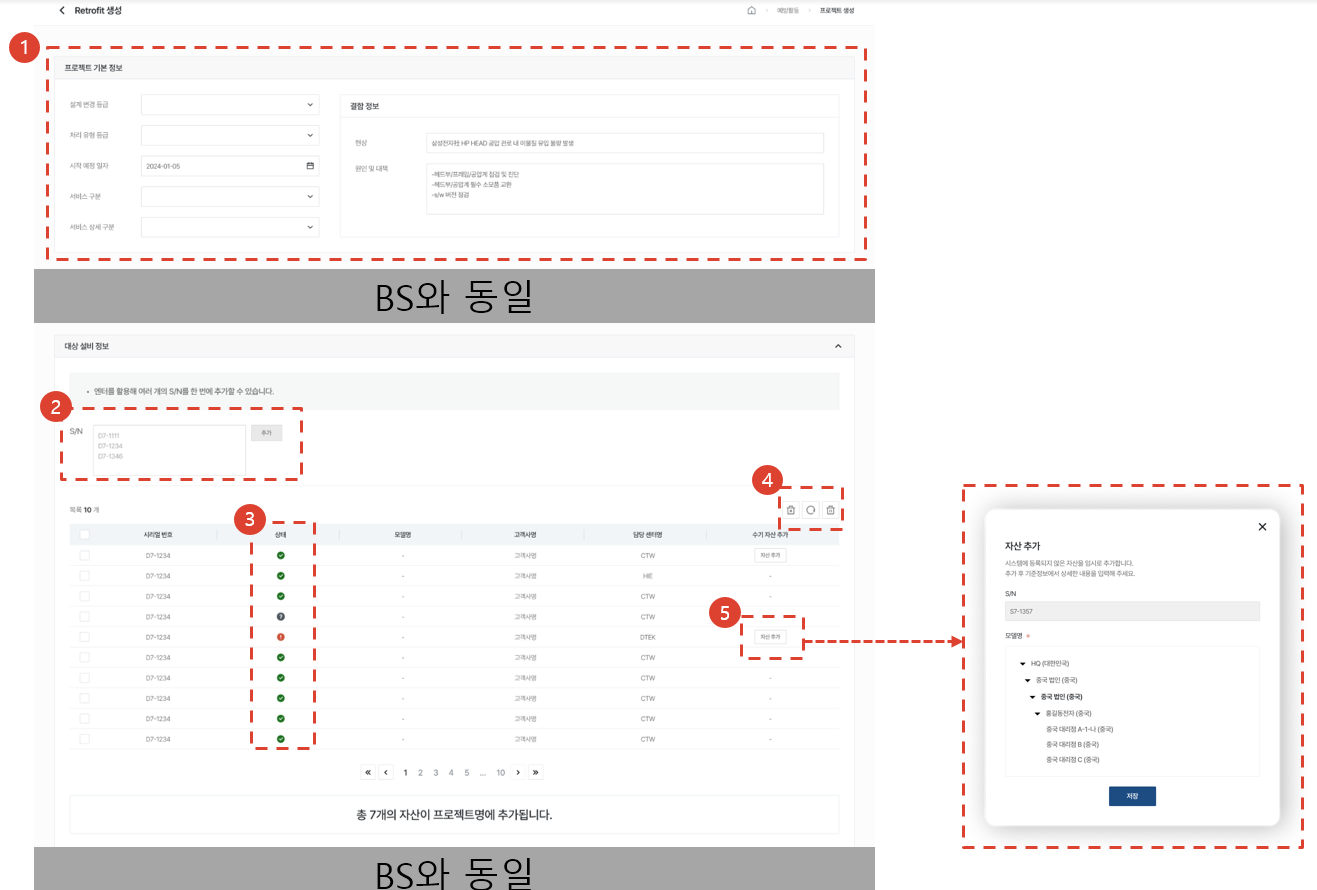 Retrofit 생성
예방활동
프로젝트 생성
1
프로젝트 기본 정보
설계 변경 등급
처리 유형 등급
시작 예정 일자
2024-01-05
서비스 구분
서비스 상세 구분
결함 정보
현상
삼성전자社 HP HEAD 공압 관로 내 이물질 유입 불량 발생
원인 및 대책
-헤드부/프레임/공압계 점검 및 진단
-헤드부/공압계 필수 소모품 교환
-s/w 버전 점검
BS와 동일
대상 설비 정보
• 엔터를 활용해 여러 개의 S/N를 한 번에 추가할 수 있습니다.
2
S/N
D7-1111
D7-1234
D7-1346
추가
4
목록 10 개
3
시리얼 번호 상태 모델명 고객사명 담당 센터명 수기 자산 추가
D7-1234 - 고객사명 CTW 자산 추가
D7-1234 - 고객사명 HIE -
D7-1234 - 고객사명 CTW -
D7-1234 - 고객사명 CTW -
5
D7-1234 - 고객사명 DTEK 자산 추가
D7-1234 - 고객사명 CTW -
D7-1234 - 고객사명 CTW -
D7-1234 - 고객사명 CTW -
D7-1234 - 고객사명 CTW -
D7-1234 - 고객사명 CTW -
« ‹ 1 2 3 4 5 ... 10 › »
총 7개의 자산이 프로젝트명에 추가됩니다.
BS와 동일
자산 추가
시스템에 등록되지 않은 자산을 임시로 추가합니다.
추가 후 기준정보에서 상세한 내용을 입력해 주세요.
S/N
S7-1357
모델명 *
HQ (대한민국)
중국 법인 (중국)
중국 법인 (중국)
홍길동전자 (중국)
중국 대리점 A-1-나 (중국)
중국 대리점 B (중국)
중국 대리점 C (중국)
저장